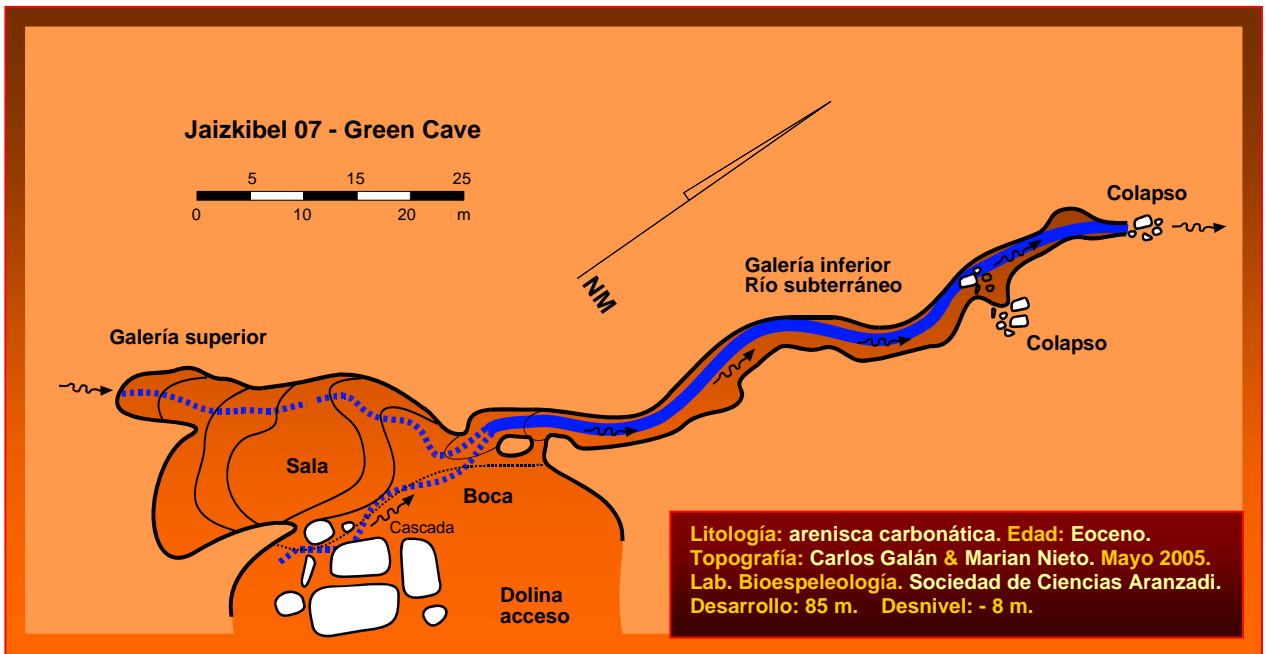 Jaizkibel 07 - Green Cave
5 15 25
0 10 20 m
NM
Colapso
Galería inferior
Río subterráneo
Colapso
Galería superior
Sala
Boca
Cascada
Dolina
acceso
Litología: arenisca carbonática. Edad: Eoceno.
Topografía: Carlos Galán & Marian Nieto. Mayo 2005.
Lab. Bioespeleología. Sociedad de Ciencias Aranzadi.
Desarrollo: 85 m. Desnivel: - 8 m.